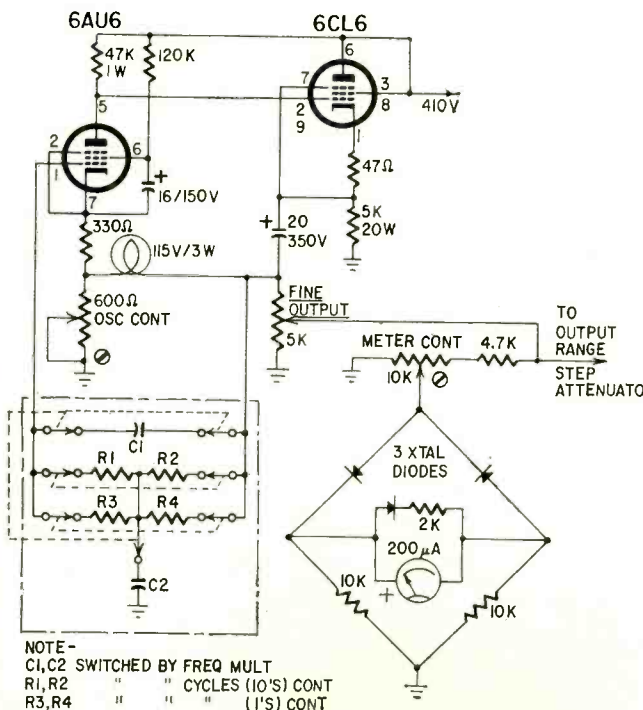 6AU6
6CL6
47K
1W
120K
6
7
3
5
2
8
410V
9
2
6
1
1
+
47Ω
16/150V
7
+
330Ω
20
350V
5K
20W
115V/3W
600Ω
OSC CONT
FINE
OUTPUT
5K
TO
OUTPUT
RANGE
STEP
ATTENUATO
METER CONT
4.7K
10K
C1
R1
R2
3 XTAL
DIODES
R3
R4
2K
200μA
C2
+
10K
10K
NOTE-
C1,C2 SWITCHED BY FREQ MULT
R1,R2 " " CYCLES (10'S) CONT
R3,R4 " " " (1'S) CONT